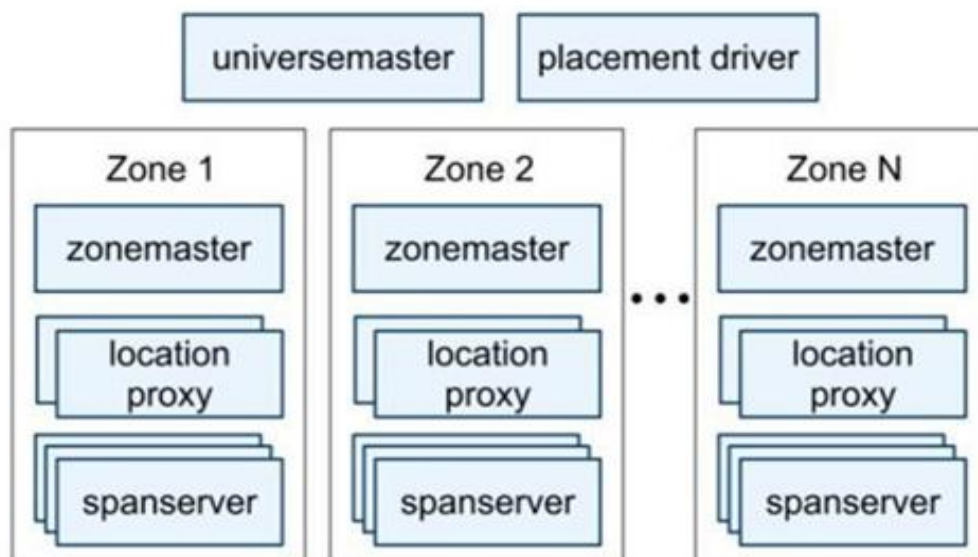 universemaster
placement driver
Zone 1
Zone 2
Zone N
zonemaster
zonemaster
zonemaster
location
proxy
location
proxy
location
proxy
spanserver
spanserver
spanserver